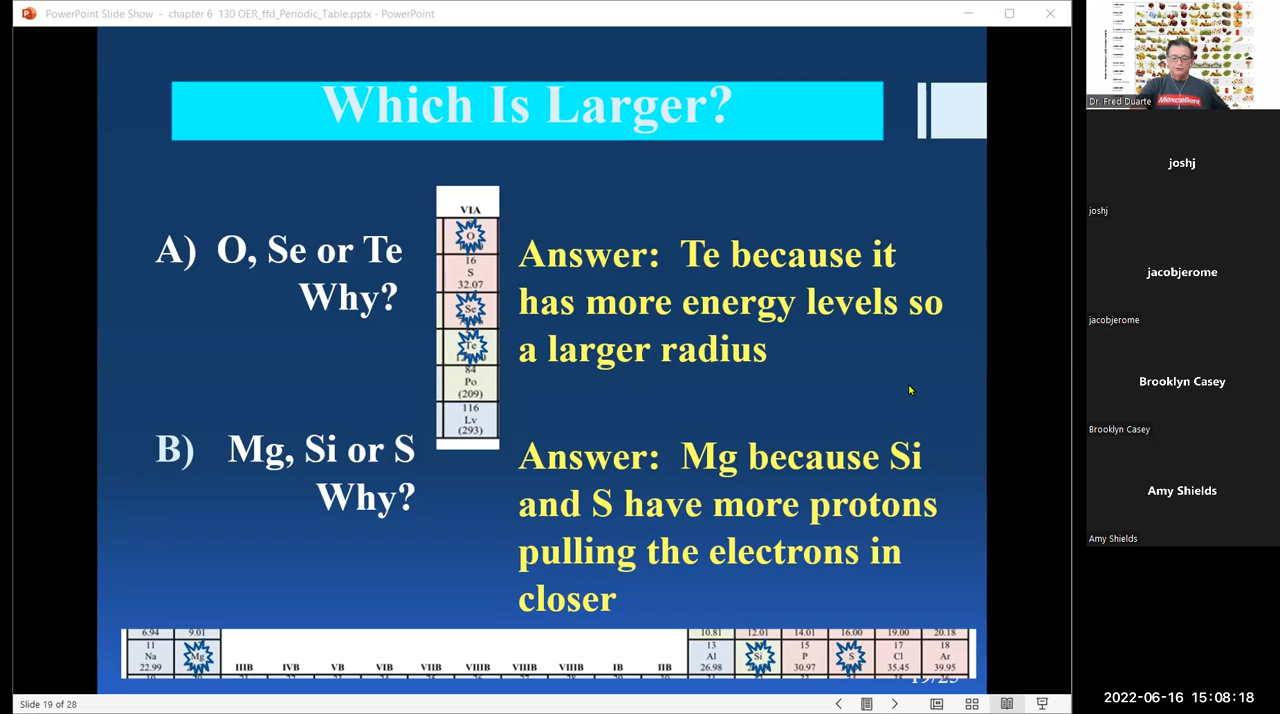 PowerPoint Slide Show - chapter 6 130 OER_ffd_Periodic_Table.pptx - PowerPoint
Which Is Larger?
A) O, Se or Te
Why?
VIA
O
16
S
32.07
Se
Te
84
Po
(209)
116
Lv
(293)
Answer: Te because it
has more energy levels so
a larger radius
B) Mg, Si or S
Why?
Answer: Mg because Si
and S have more protons
pulling the electrons in
closer
6.94 9.01 10.81 12.01 14.01 16.00 19.00 20.18
11 13 15 17 18
Na Mg IIIB IVB VB VIB VIIB VIIIB VIIIB VIIIB IB IIB Al Si P S Cl Ar
22.99 26.98 30.97 35.45 39.95
Slide 19 of 28
Dr. Fred Duarte
Mexcellent
joshj
joshj
jacobjerome
jacobjerome
Brooklyn Casey
Brooklyn Casey
Amy Shields
Amy Shields
2022-06-16 15:08:18